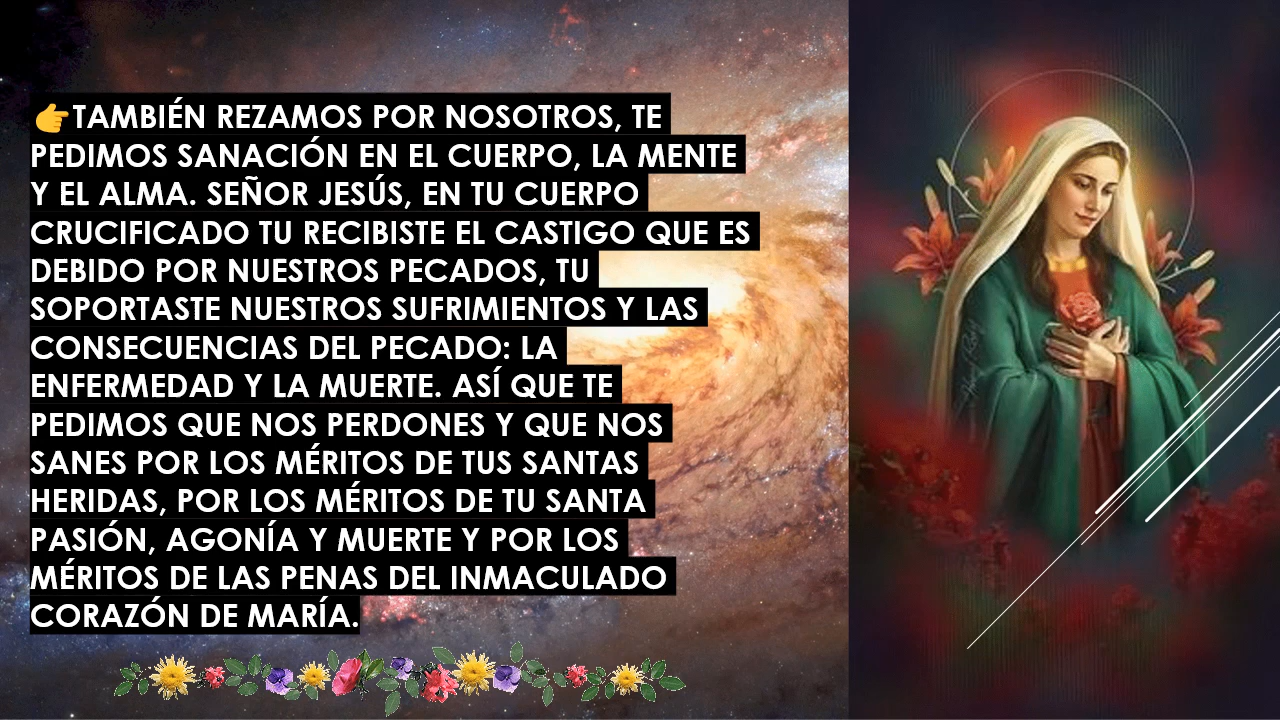 👉TAMBIÉN REZAMOS POR NOSOTROS, TE
PEDIMOS SANACIÓN EN EL CUERPO, LA MENTE
Y EL ALMA. SEÑOR JESÚS, EN TU CUERPO
CRUCIFICADO TU RECIBISTE EL CASTIGO QUE ES
DEBIDO POR NUESTROS PECADOS, TU
SOPORTASTE NUESTROS SUFRIMIENTOS Y LAS
CONSECUENCIAS DEL PECADO: LA
ENFERMEDAD Y LA MUERTE. ASÍ QUE TE
PEDIMOS QUE NOS PERDONES Y QUE NOS
SANES POR LOS MÉRITOS DE TUS SANTAS
HERIDAS, POR LOS MÉRITOS DE TU SANTA
PASIÓN, AGONÍA Y MUERTE Y POR LOS
MÉRITOS DE LAS PENAS DEL INMACULADO
CORAZÓN DE MARÍA.